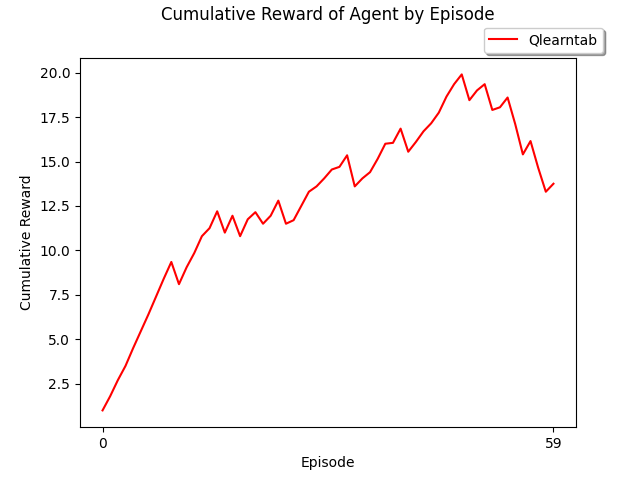 Cumulative Reward of Agent by Episode
Qlearntab
20.0
17.5
15.0
12.5
10.0
7.5
5.0
2.5
Cumulative Reward
0 59
Episode